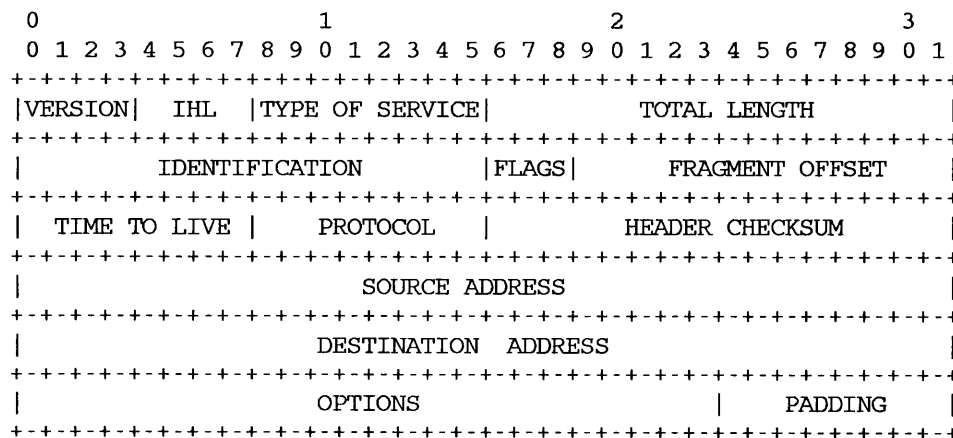 0                   1                   2                   3
0 1 2 3 4 5 6 7 8 9 0 1 2 3 4 5 6 7 8 9 0 1 2 3 4 5 6 7 8 9 0 1
+-+-+-+-+-+-+-+-+-+-+-+-+-+-+-+-+-+-+-+-+-+-+-+-+-+-+-+-+-+-+-+-+
|VERSION| IHL |TYPE OF SERVICE| TOTAL LENGTH |
+-+-+-+-+-+-+-+-+-+-+-+-+-+-+-+-+-+-+-+-+-+-+-+-+-+-+-+-+-+-+-+-+
| IDENTIFICATION |FLAGS| FRAGMENT OFFSET |
+-+-+-+-+-+-+-+-+-+-+-+-+-+-+-+-+-+-+-+-+-+-+-+-+-+-+-+-+-+-+-+-+
| TIME TO LIVE | PROTOCOL | HEADER CHECKSUM |
+-+-+-+-+-+-+-+-+-+-+-+-+-+-+-+-+-+-+-+-+-+-+-+-+-+-+-+-+-+-+-+-+
| SOURCE ADDRESS |
+-+-+-+-+-+-+-+-+-+-+-+-+-+-+-+-+-+-+-+-+-+-+-+-+-+-+-+-+-+-+-+-+
| DESTINATION ADDRESS |
+-+-+-+-+-+-+-+-+-+-+-+-+-+-+-+-+-+-+-+-+-+-+-+-+-+-+-+-+-+-+-+-+
| OPTIONS | PADDING |
+-+-+-+-+-+-+-+-+-+-+-+-+-+-+-+-+-+-+-+-+-+-+-+-+-+-+-+-+-+-+-+-+